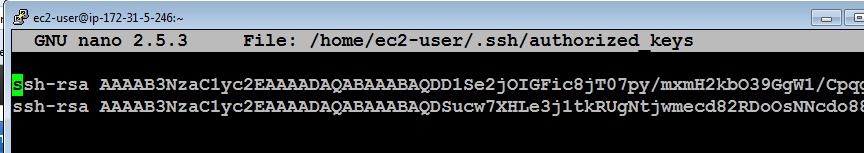 ec2-user@ip-172-31-5-246:~
GNU nano 2.5.3 File: /home/ec2-user/.ssh/authorized_keys
ssh-rsa AAAAB3NzaC1yc2EAAAADAQABAAABAQDD1Se2jOIGFic8jT07py/mxmH2kbO39GgW1/Cpqg
ssh-rsa AAAAB3NzaC1yc2EAAAADAQABAAABAQDSucw7XHLe3j1tkRUgNtjwmecd82RDoOsNNcdo88